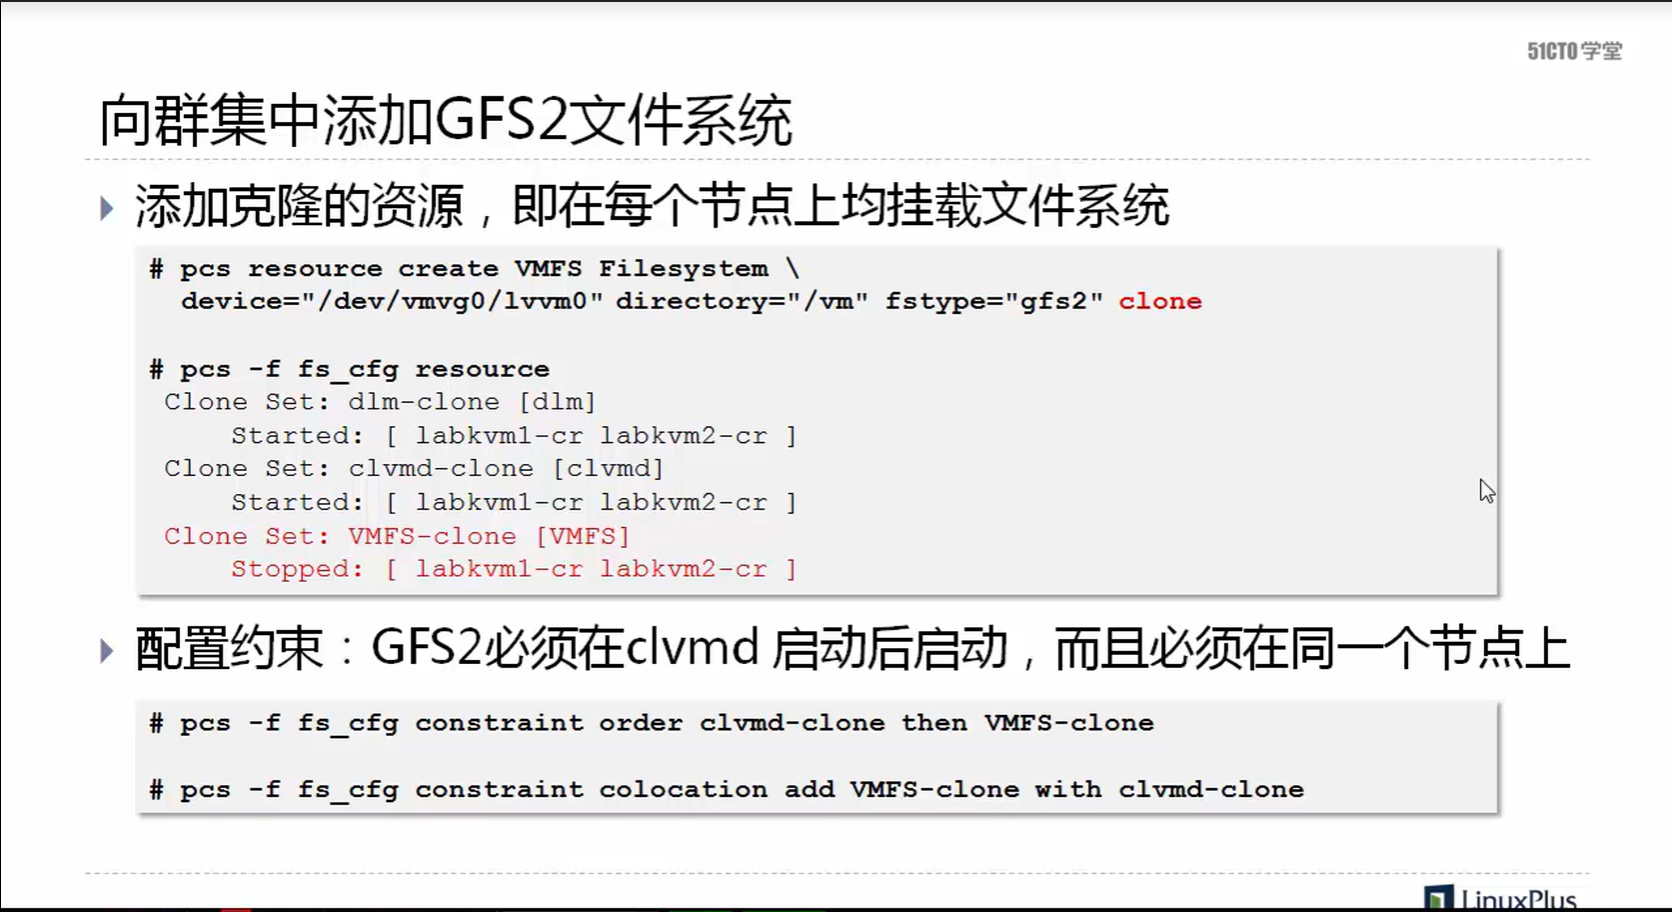 51CTO学堂
向群集中添加GFS2文件系统
添加克隆的资源，即在每个节点上均挂载文件系统
# pcs resource create VMFS Filesystem \
device="/dev/vmvg0/lvvm0" directory="/vm" fstype="gfs2" clone
# pcs -f fs_cfg resource
Clone Set: dlm-clone [dlm]
Started: [ labkvm1-cr labkvm2-cr ]
Clone Set: clvmd-clone [clvmd]
Started: [ labkvm1-cr labkvm2-cr ]
Clone Set: VMFS-clone [VMFS]
Stopped: [ labkvm1-cr labkvm2-cr ]
配置约束：GFS2必须在clvmd 启动后启动，而且必须在同一个节点上
# pcs -f fs_cfg constraint order clvmd-clone then VMFS-clone
# pcs -f fs_cfg constraint colocation add VMFS-clone with clvmd-clone
LinuxPlus